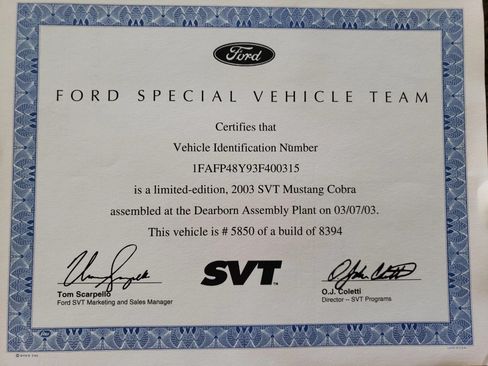 Ford
FORD SPECIAL VEHICLE TEAM
Certifies that
Vehicle Identification Number
1FAFP48Y93F400315
is a limited-edition, 2003 SVT Mustang Cobra
assembled at the Dearborn Assembly Plant on 03/07/03.
This vehicle is # 5850 of a build of 8394
SVT
Tom Scarpello
Ford SVT Marketing and Sales Manager
O.J. Coletti
Director -- SVT Programs